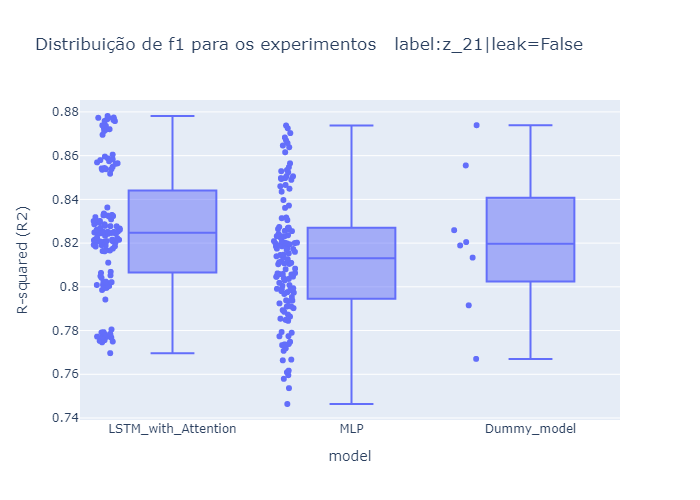 Distribuição de f1 para os experimentos label:z_21|leak=False
0.88
0.86
0.84
0.82
0.8
0.78
0.76
0.74
R-squared (R2)
LSTM_with_Attention MLP Dummy_model
model